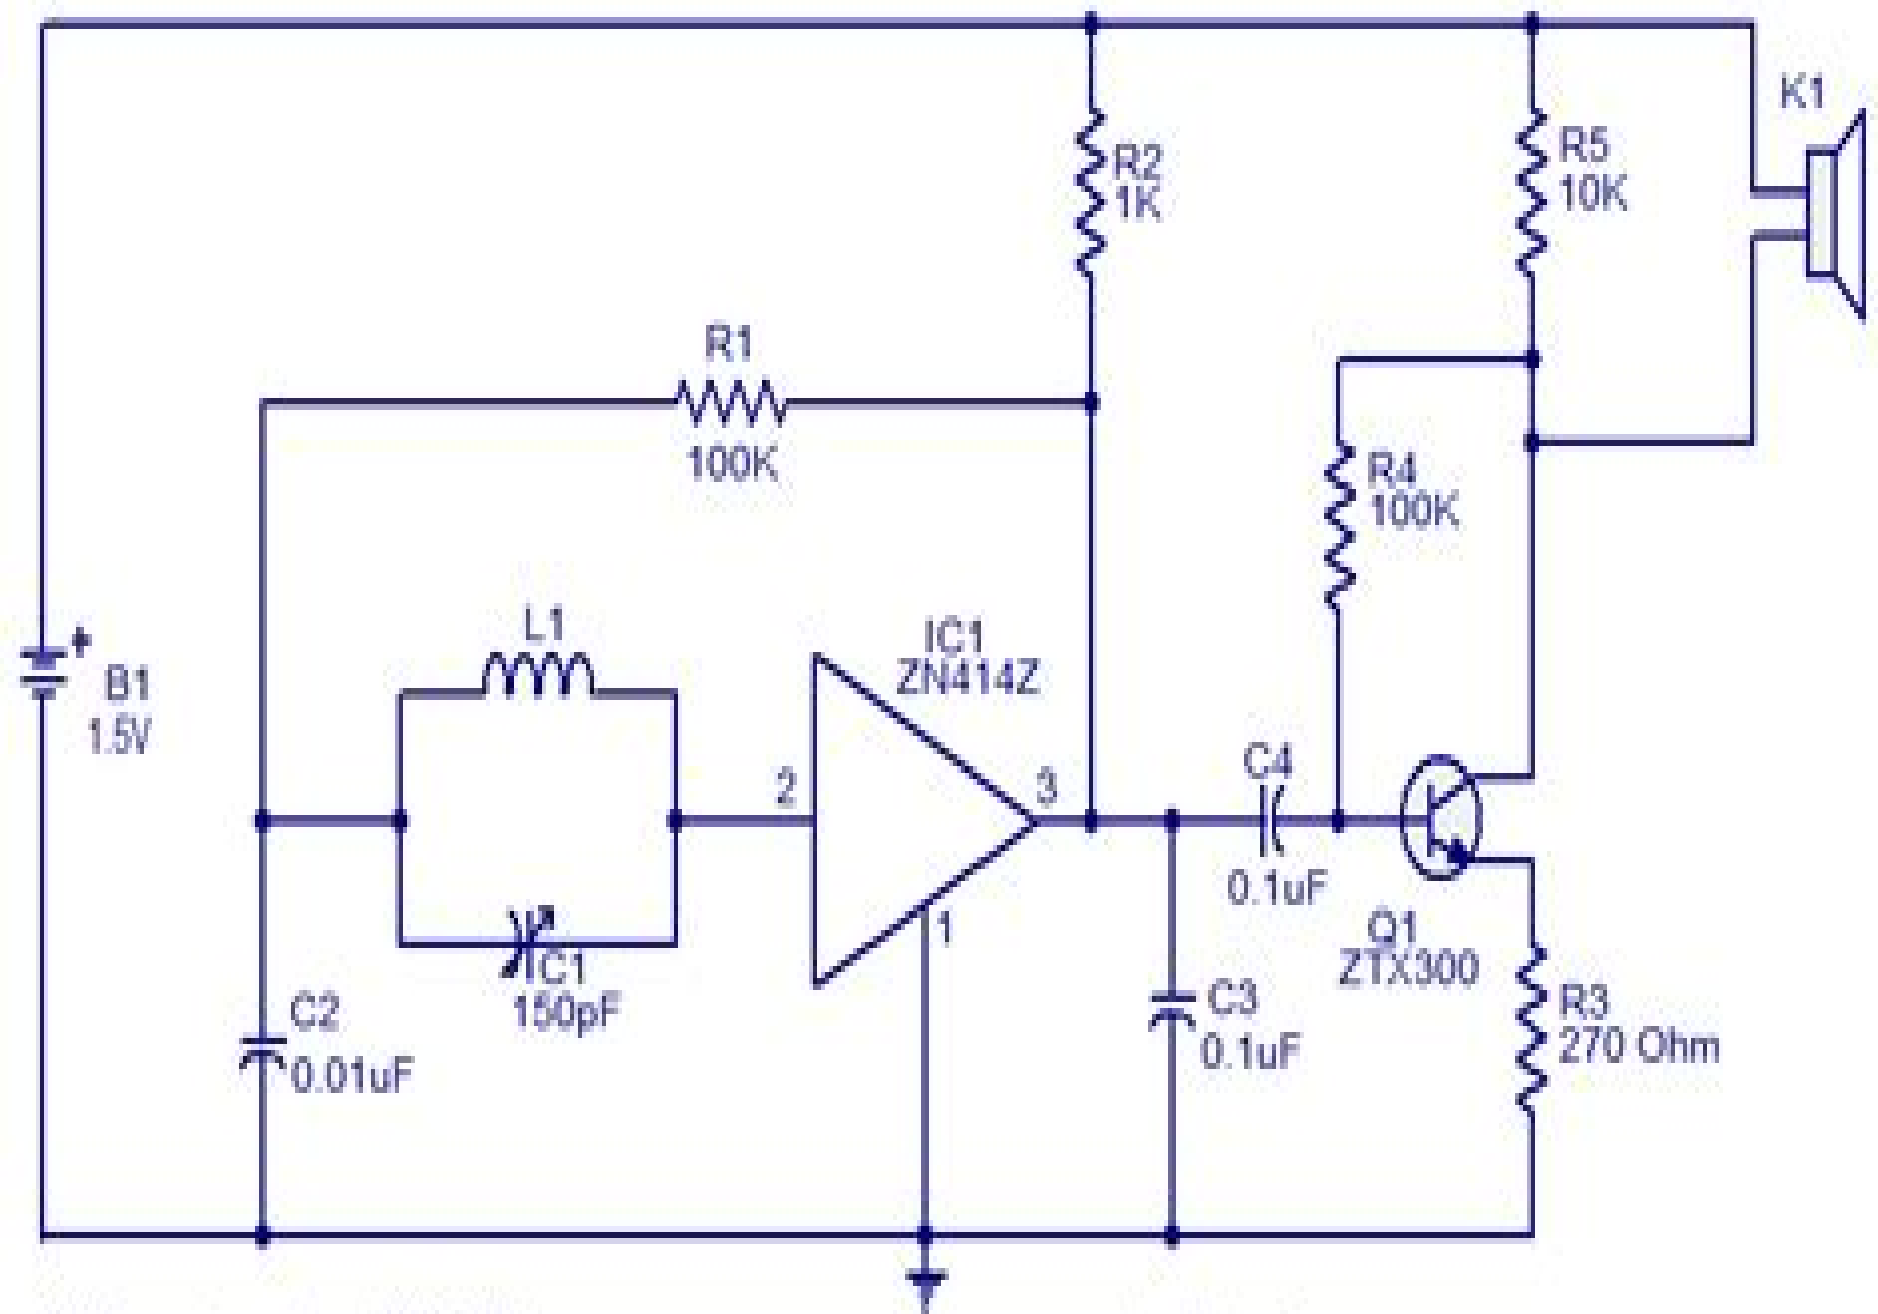 K1
R2
1K
R5
10K
R1
100K
R4
100K
L1
IC1
ZN414Z
+
B1
1.5V
2
3
C4
0.1uF
1
Q1
ZTX300
C1
150pF
C2
0.01uF
C3
0.1uF
R3
270 Ohm